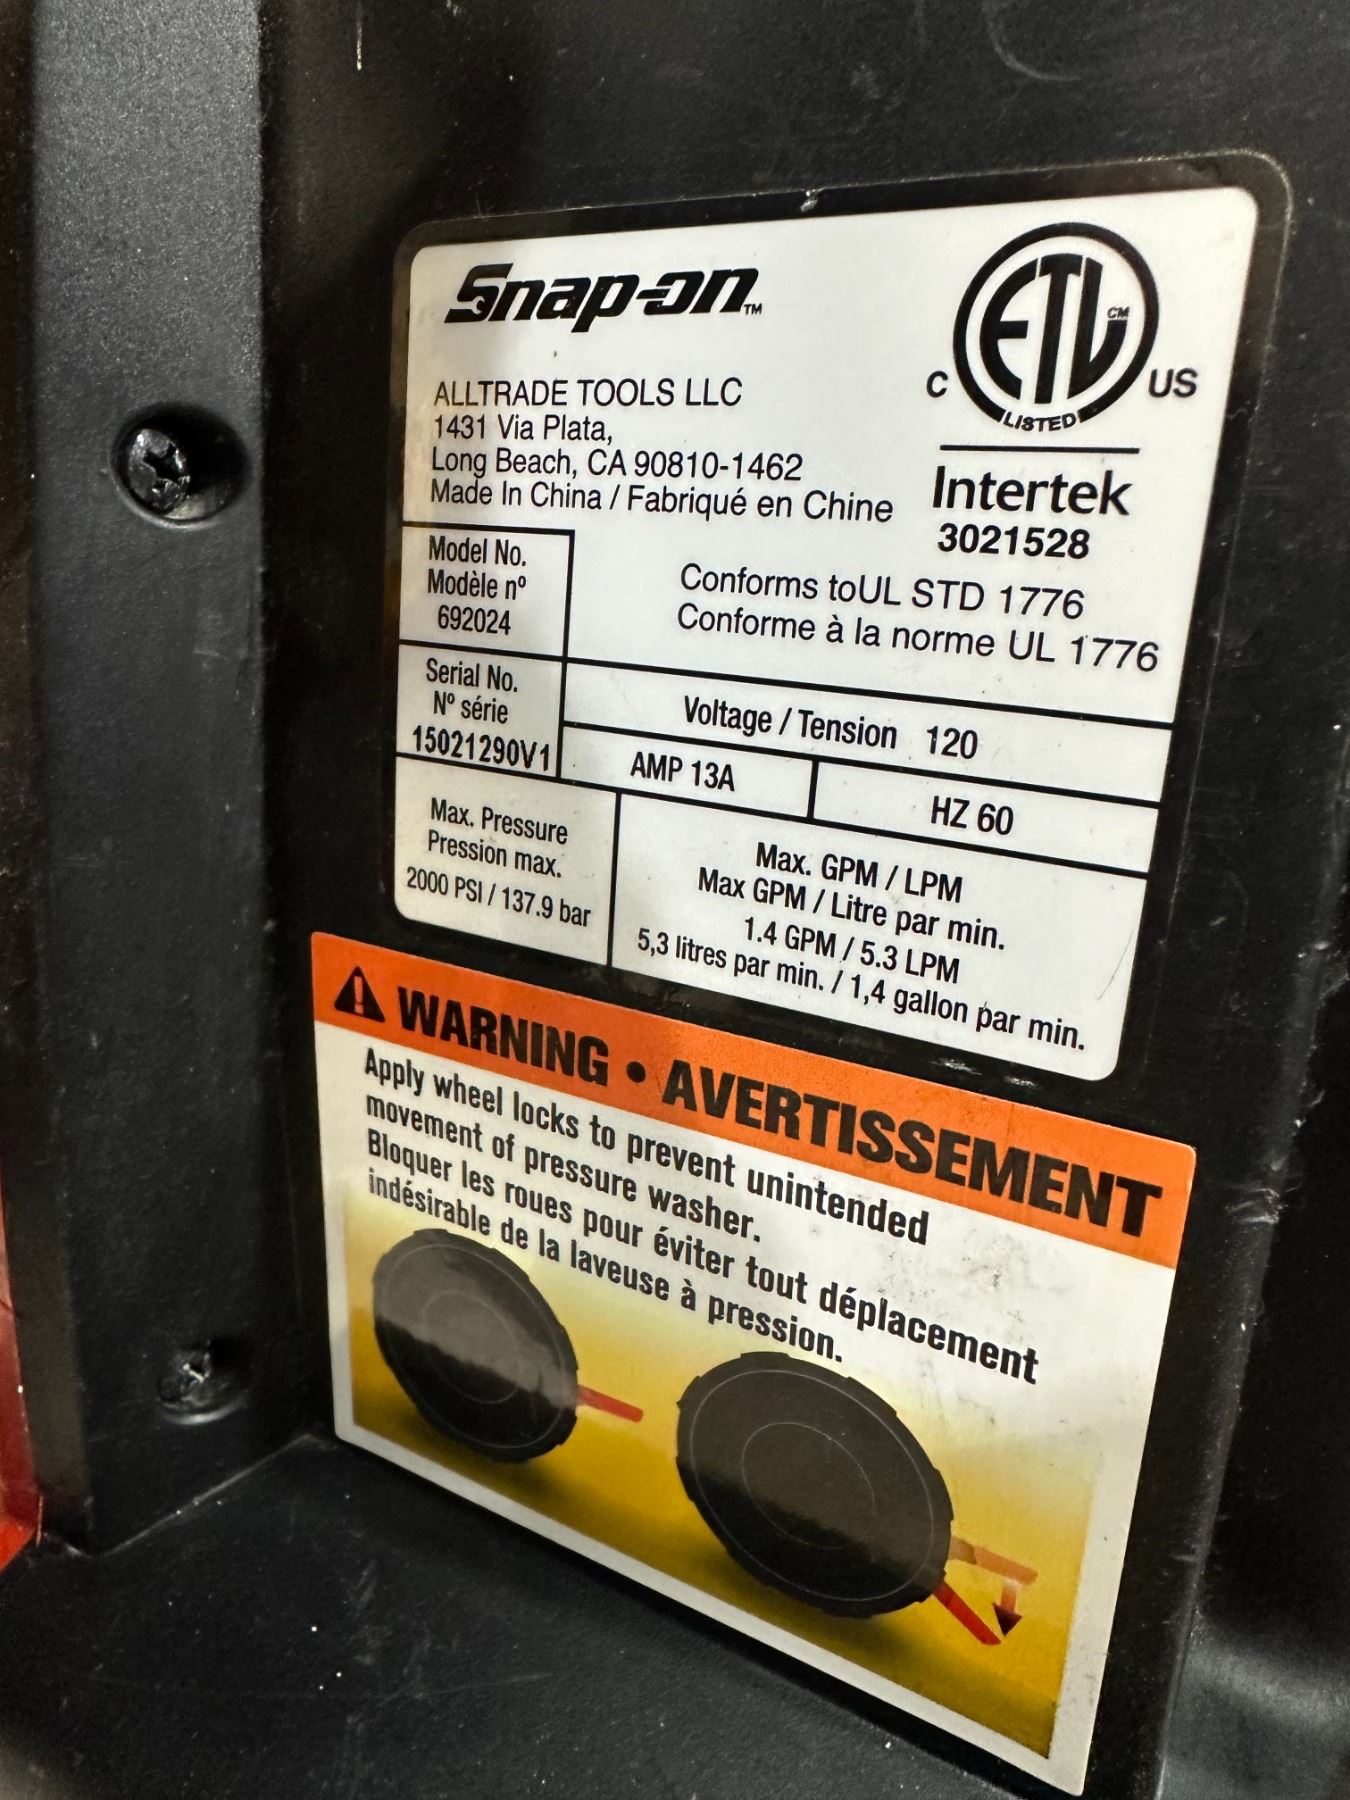 Snap-on™
ALLTRADE TOOLS LLC
1431 Via Plata,
Long Beach, CA 90810-1462
Made In China / Fabriqué en Chine
ETL CM
LISTED
C US
Intertek
3021528
Model No.
Modèle nº
692024
Conforms toUL STD 1776
Conforme à la norme UL 1776
Serial No.
Nº série
15021290V1
Voltage / Tension 120
AMP 13A
HZ 60
Max. Pressure
Pression max.
2000 PSI / 137.9 bar
Max. GPM / LPM
Max GPM / Litre par min.
1.4 GPM / 5.3 LPM
5,3 litres par min. / 1,4 gallon par min.
WARNING • AVERTISSEMENT
Apply wheel locks to prevent unintended
movement of pressure washer.
Bloquer les roues pour éviter tout déplacement
indésirable de la laveuse à pression.